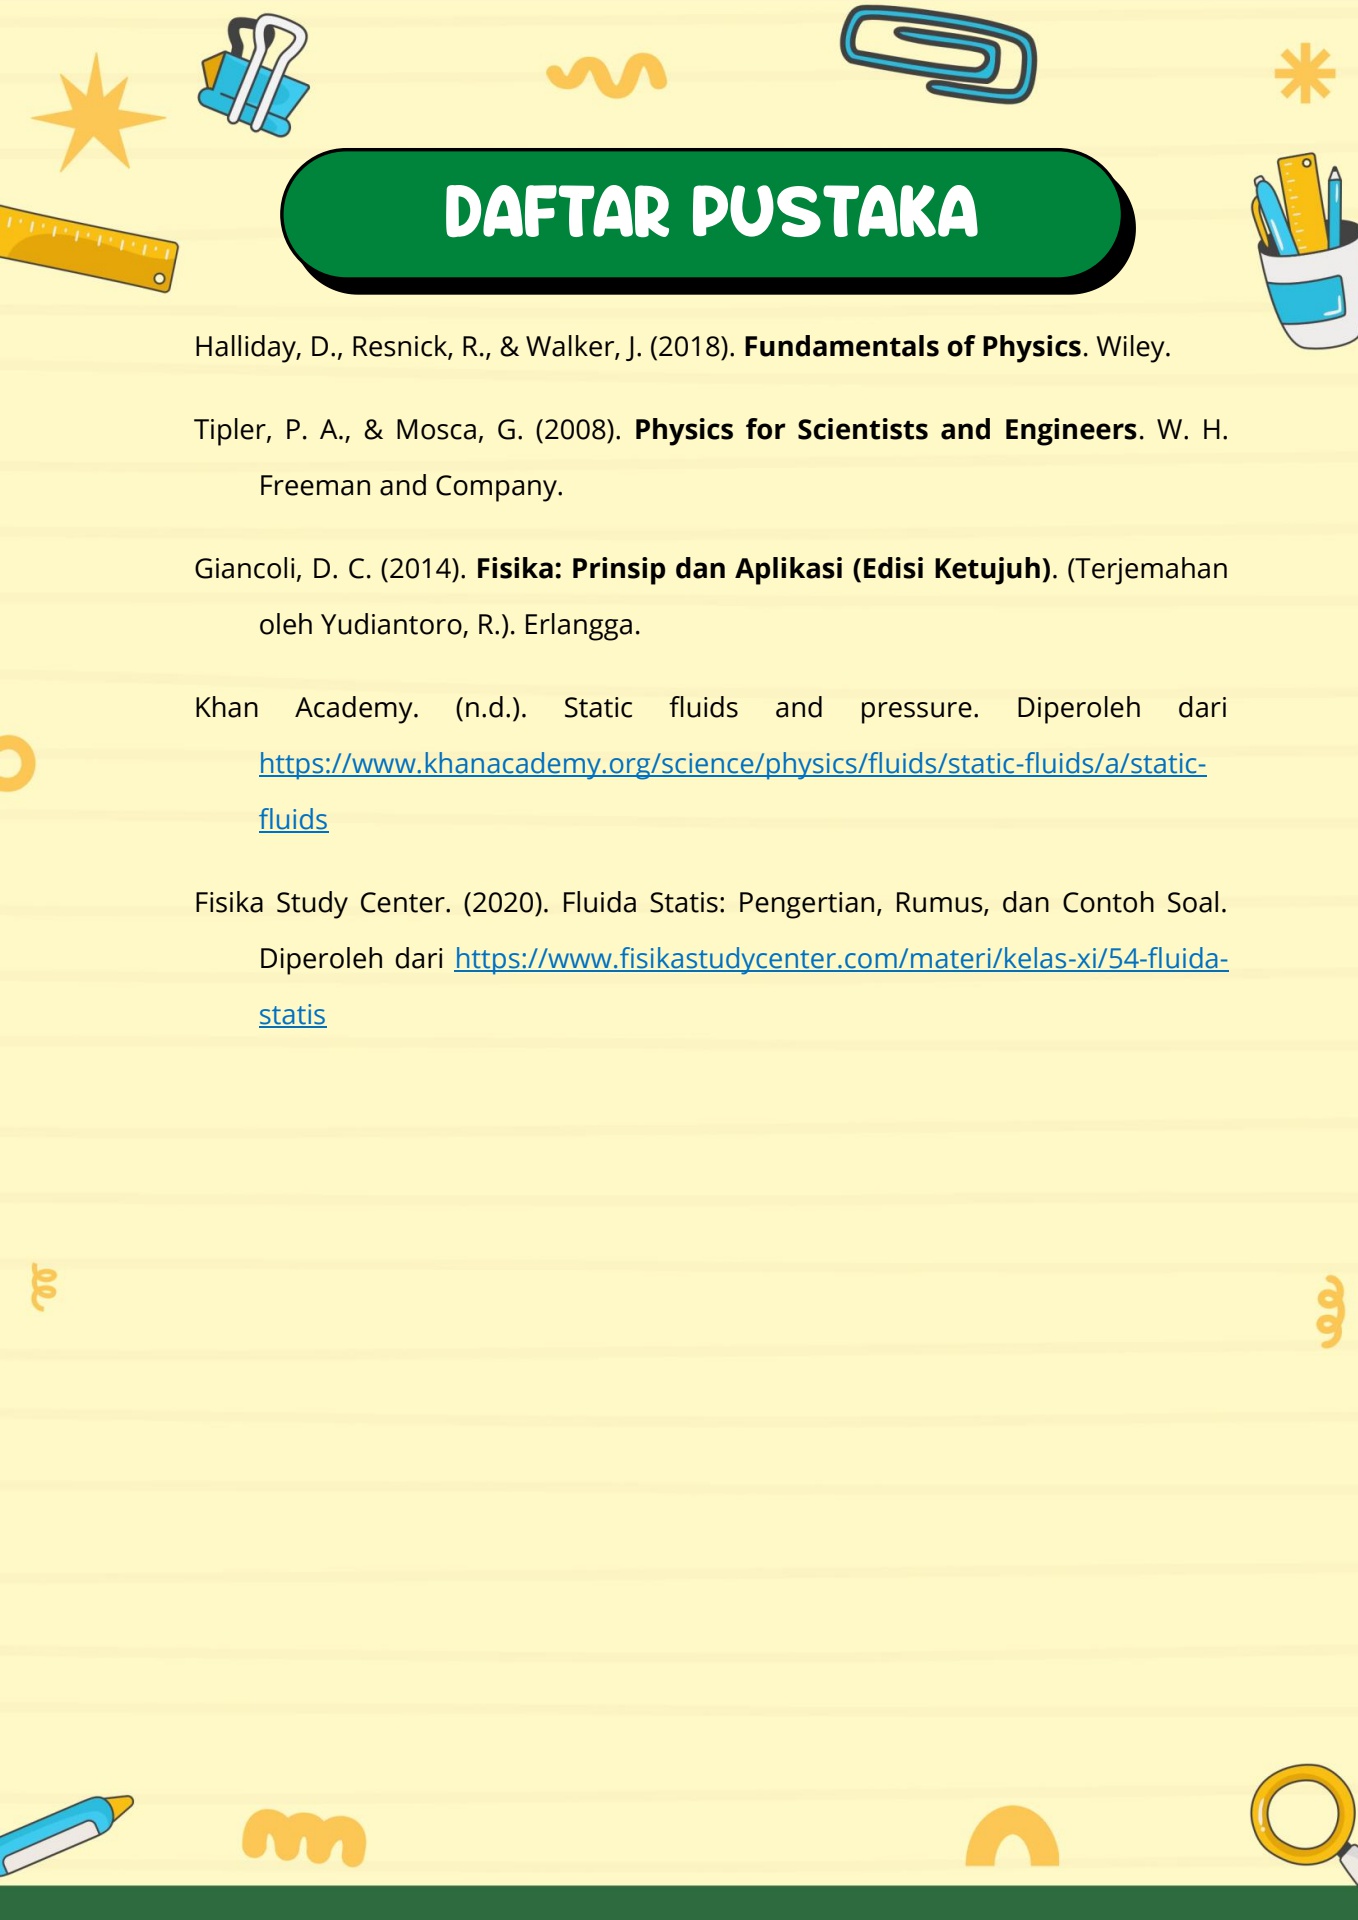 DAFTAR PUSTAKA
Halliday, D., Resnick, R., & Walker, J. (2018). Fundamentals of Physics. Wiley.
Tipler, P. A., & Mosca, G. (2008). Physics for Scientists and Engineers. W. H.
Freeman and Company.
Giancoli, D. C. (2014). Fisika: Prinsip dan Aplikasi (Edisi Ketujuh). (Terjemahan
oleh Yudiantoro, R.). Erlangga.
Khan Academy. (n.d.). Static fluids and pressure. Diperoleh dari
https://www.khanacademy.org/science/physics/fluids/static-fluids/a/static-
fluids
Fisika Study Center. (2020). Fluida Statis: Pengertian, Rumus, dan Contoh Soal.
Diperoleh dari https://www.fisikastudycenter.com/materi/kelas-xi/54-fluida-
statis